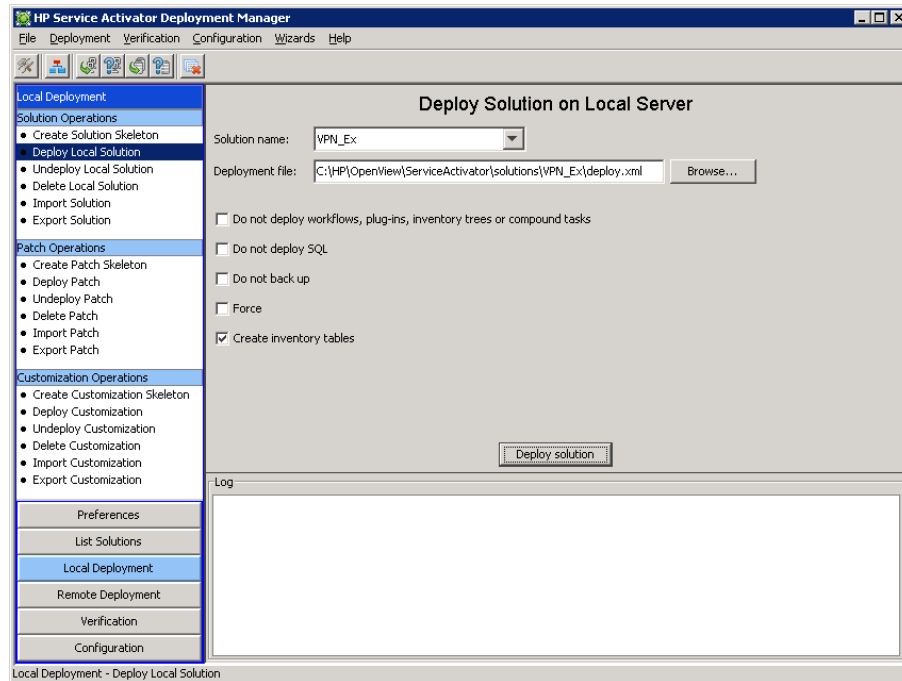 HP Service Activator Deployment Manager
File Deployment Verification Configuration Wizards Help
Local Deployment
Solution Operations
Create Solution Skeleton
Deploy Local Solution
Undeploy Local Solution
Delete Local Solution
Import Solution
Export Solution
Patch Operations
Create Patch Skeleton
Deploy Patch
Undeploy Patch
Delete Patch
Import Patch
Export Patch
Customization Operations
Create Customization Skeleton
Deploy Customization
Undeploy Customization
Delete Customization
Import Customization
Export Customization
Preferences
List Solutions
Local Deployment
Remote Deployment
Verification
Configuration
Deploy Solution on Local Server
Solution name: VPN_Ex
Deployment file: C:\HP\OpenView\ServiceActivator\solutions\VPN_Ex\deploy.xml Browse...
Do not deploy workflows, plug-ins, inventory trees or compound tasks
Do not deploy SQL
Do not back up
Force
Create inventory tables
Deploy solution
Log
Local Deployment - Deploy Local Solution